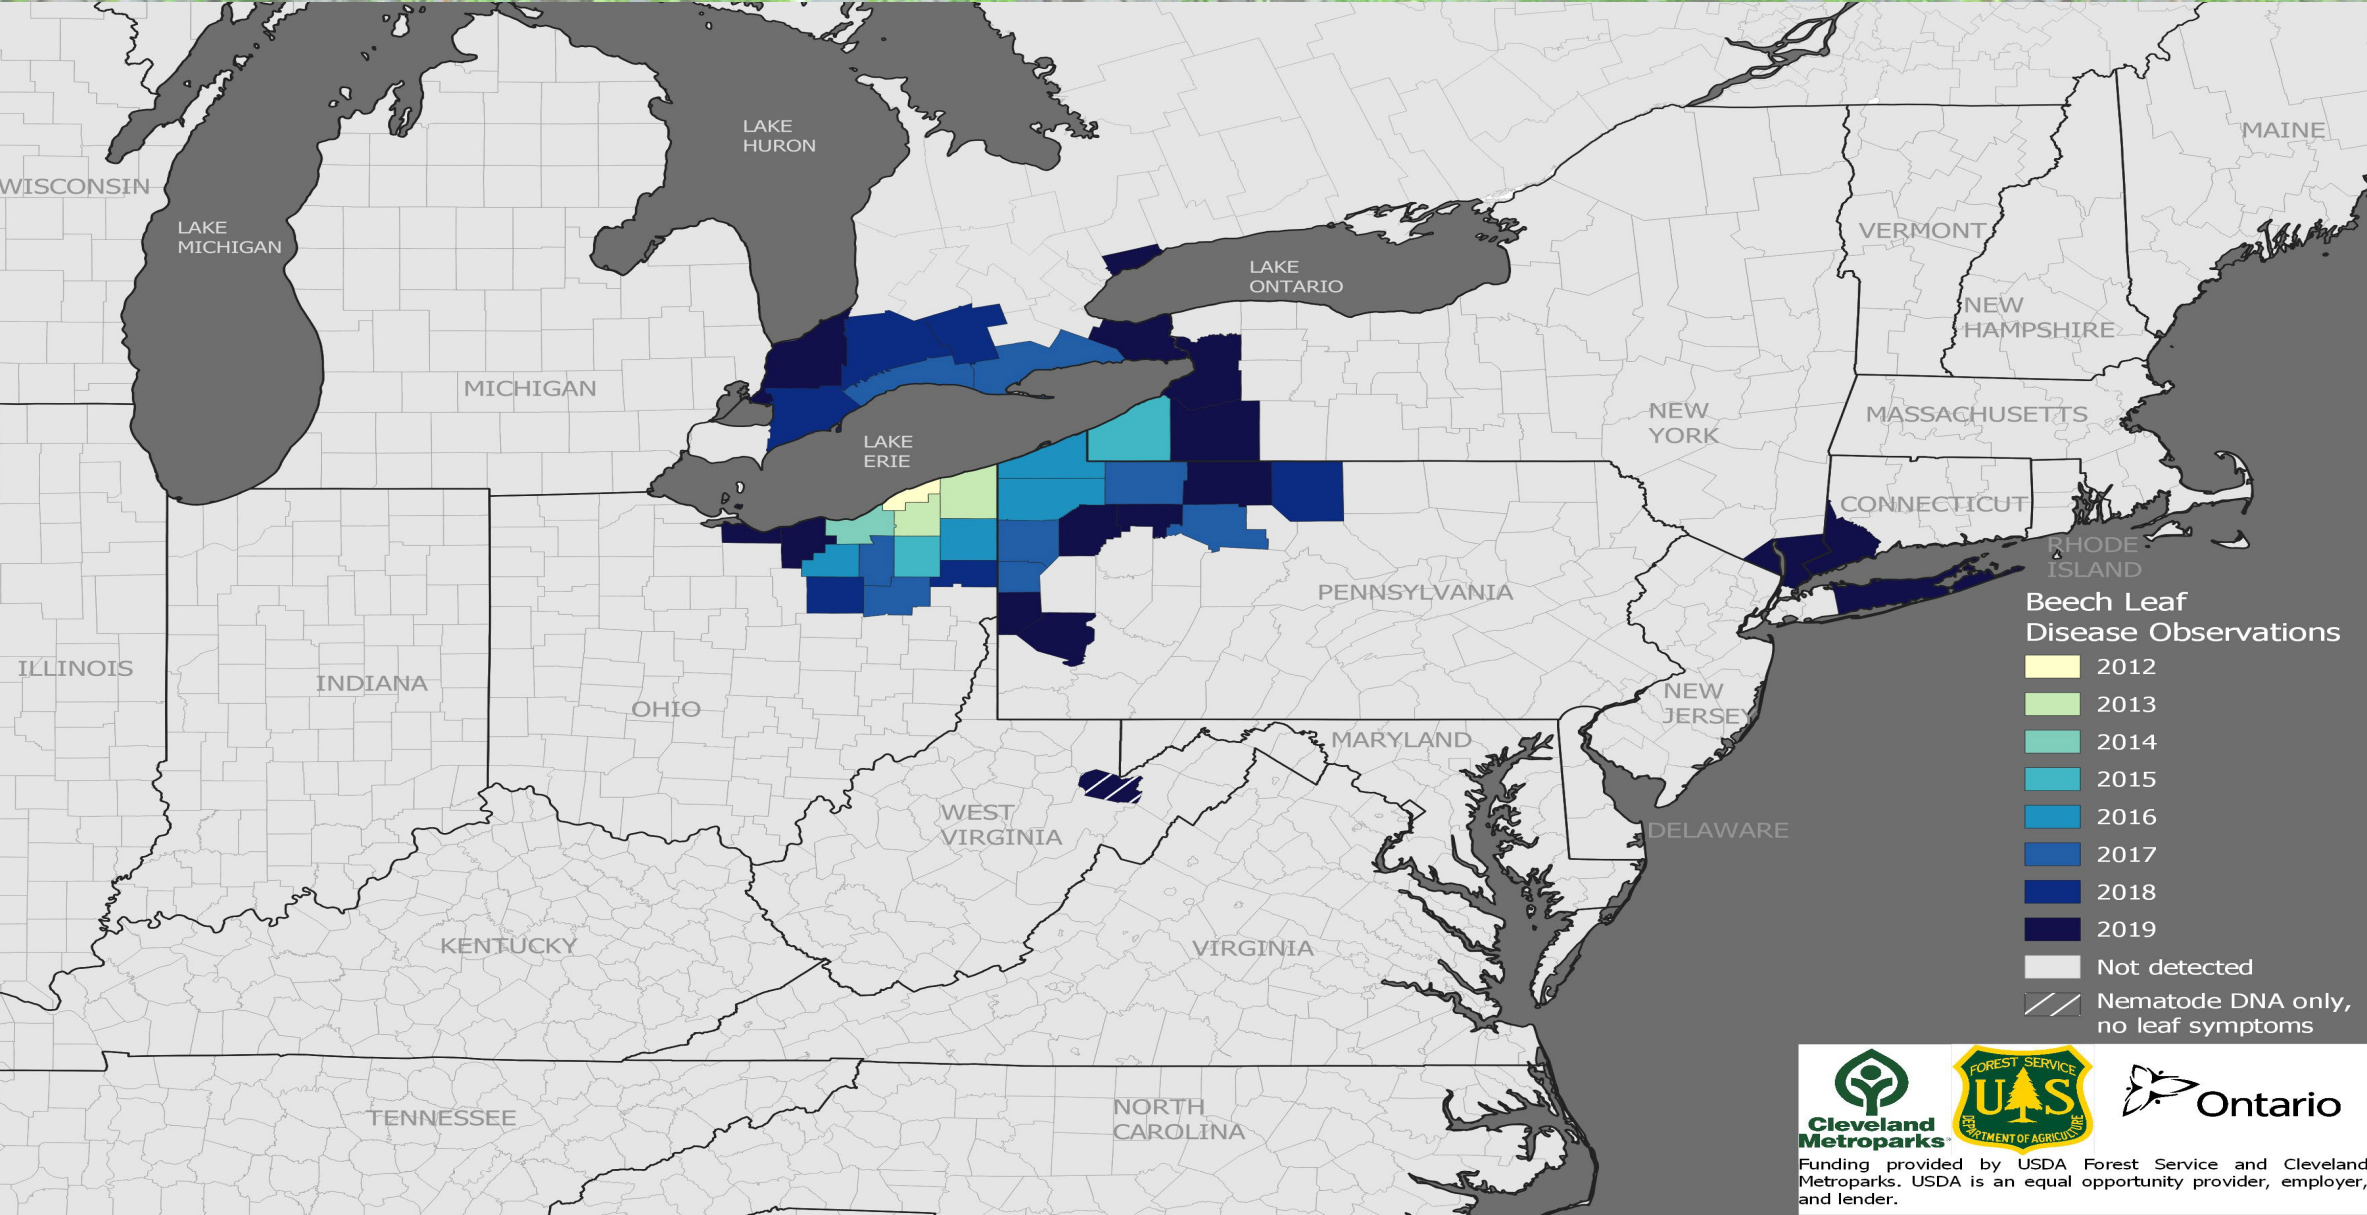 LAKE
HURON
MAINE
WISCONSIN
LAKE
MICHIGAN
VERMONT
LAKE
ONTARIO
NEW
HAMPSHIRE
MICHIGAN
NEW
YORK
MASSACHUSETTS
LAKE
ERIE
CONNECTICUT
RHODE
ISLAND
PENNSYLVANIA
ILLINOIS
INDIANA
OHIO
NEW
JERSEY
MARYLAND
WEST
VIRGINIA
DELAWARE
KENTUCKY
VIRGINIA
TENNESSEE
NORTH
CAROLINA
Beech Leaf
Disease Observations
2012
2013
2014
2015
2016
2017
2018
2019
Not detected
Nematode DNA only,
no leaf symptoms
Cleveland
Metroparks
FOREST SERVICE
U S
DEPARTMENT OF AGRICULTURE
Ontario
Funding provided by USDA Forest Service and Cleveland
Metroparks. USDA is an equal opportunity provider, employer,
and lender.